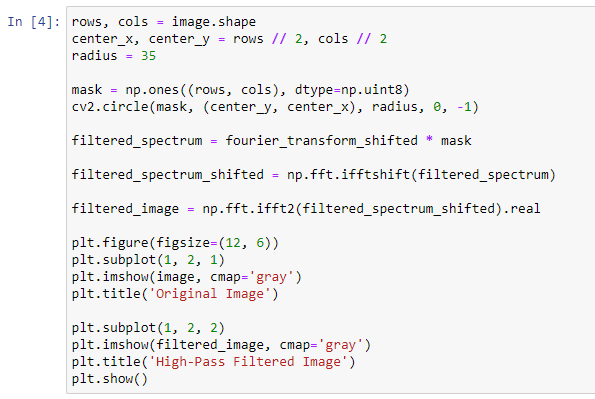 In [4]: rows, cols = image.shape
center_x, center_y = rows // 2, cols // 2
radius = 35

mask = np.ones((rows, cols), dtype=np.uint8)
cv2.circle(mask, (center_y, center_x), radius, 0, -1)

filtered_spectrum = fourier_transform_shifted * mask

filtered_spectrum_shifted = np.fft.ifftshift(filtered_spectrum)

filtered_image = np.fft.ifft2(filtered_spectrum_shifted).real

plt.figure(figsize=(12, 6))
plt.subplot(1, 2, 1)
plt.imshow(image, cmap='gray')
plt.title('Original Image')

plt.subplot(1, 2, 2)
plt.imshow(filtered_image, cmap='gray')
plt.title('High-Pass Filtered Image')
plt.show()